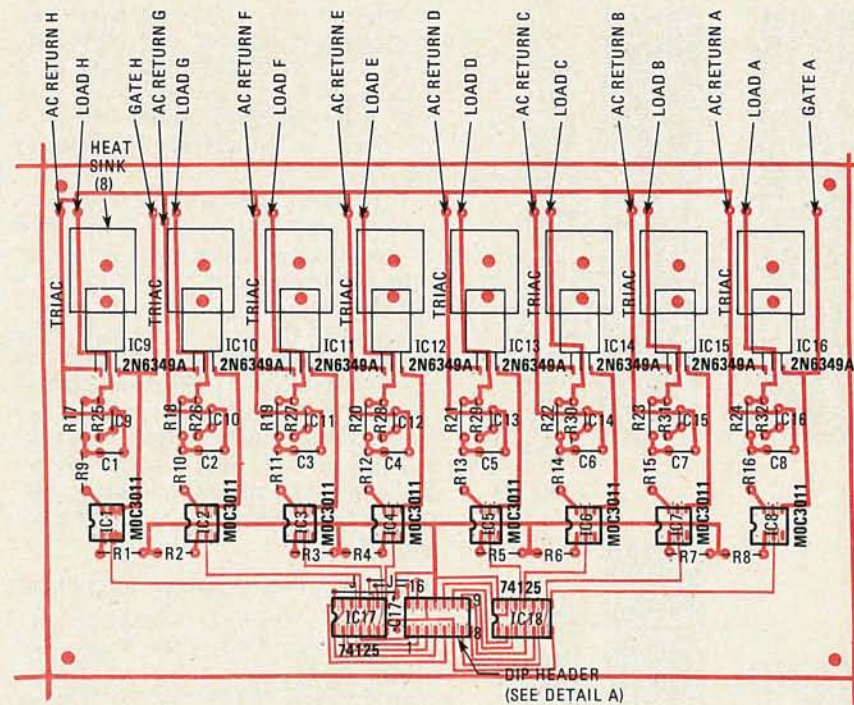 AC RETURN H
LOAD H
GATE H
AC RETURN G
LOAD G
AC RETURN F
LOAD F
AC RETURN E
LOAD E
AC RETURN D
LOAD D
AC RETURN C
LOAD C
AC RETURN B
LOAD B
AC RETURN A
LOAD A
GATE A
HEAT
SINK
(8)
TRIAC
TRIAC
TRIAC
TRIAC
TRIAC
TRIAC
TRIAC
TRIAC
IC9
IC10
IC11
IC12
IC13
IC14
IC15
IC16
2N6349A
2N6349A
2N6349A
2N6349A
2N6349A
2N6349A
2N6349A
2N6349A
R17
R25
IC9
R18
R26
IC10
R19
R27
IC11
R20
R28
IC12
R21
R29
IC13
R22
R30
IC14
R23
R31
IC15
R24
R32
IC16
R9
C1
R10
C2
R11
C3
R12
C4
R13
C5
R14
C6
R15
C7
R16
C8
IC1
MOC3011
IC2
MOC3011
IC3
MOC3011
IC4
MOC3011
IC5
MOC3011
IC6
MOC3011
IC7
MOC3011
IC8
MOC3011
R1
R2
R3
R4
R5
R6
R7
R8
J
J
16
74125
IC17
C17
9
IC18
74125
1
8
DIP HEADER
(SEE DETAIL A)